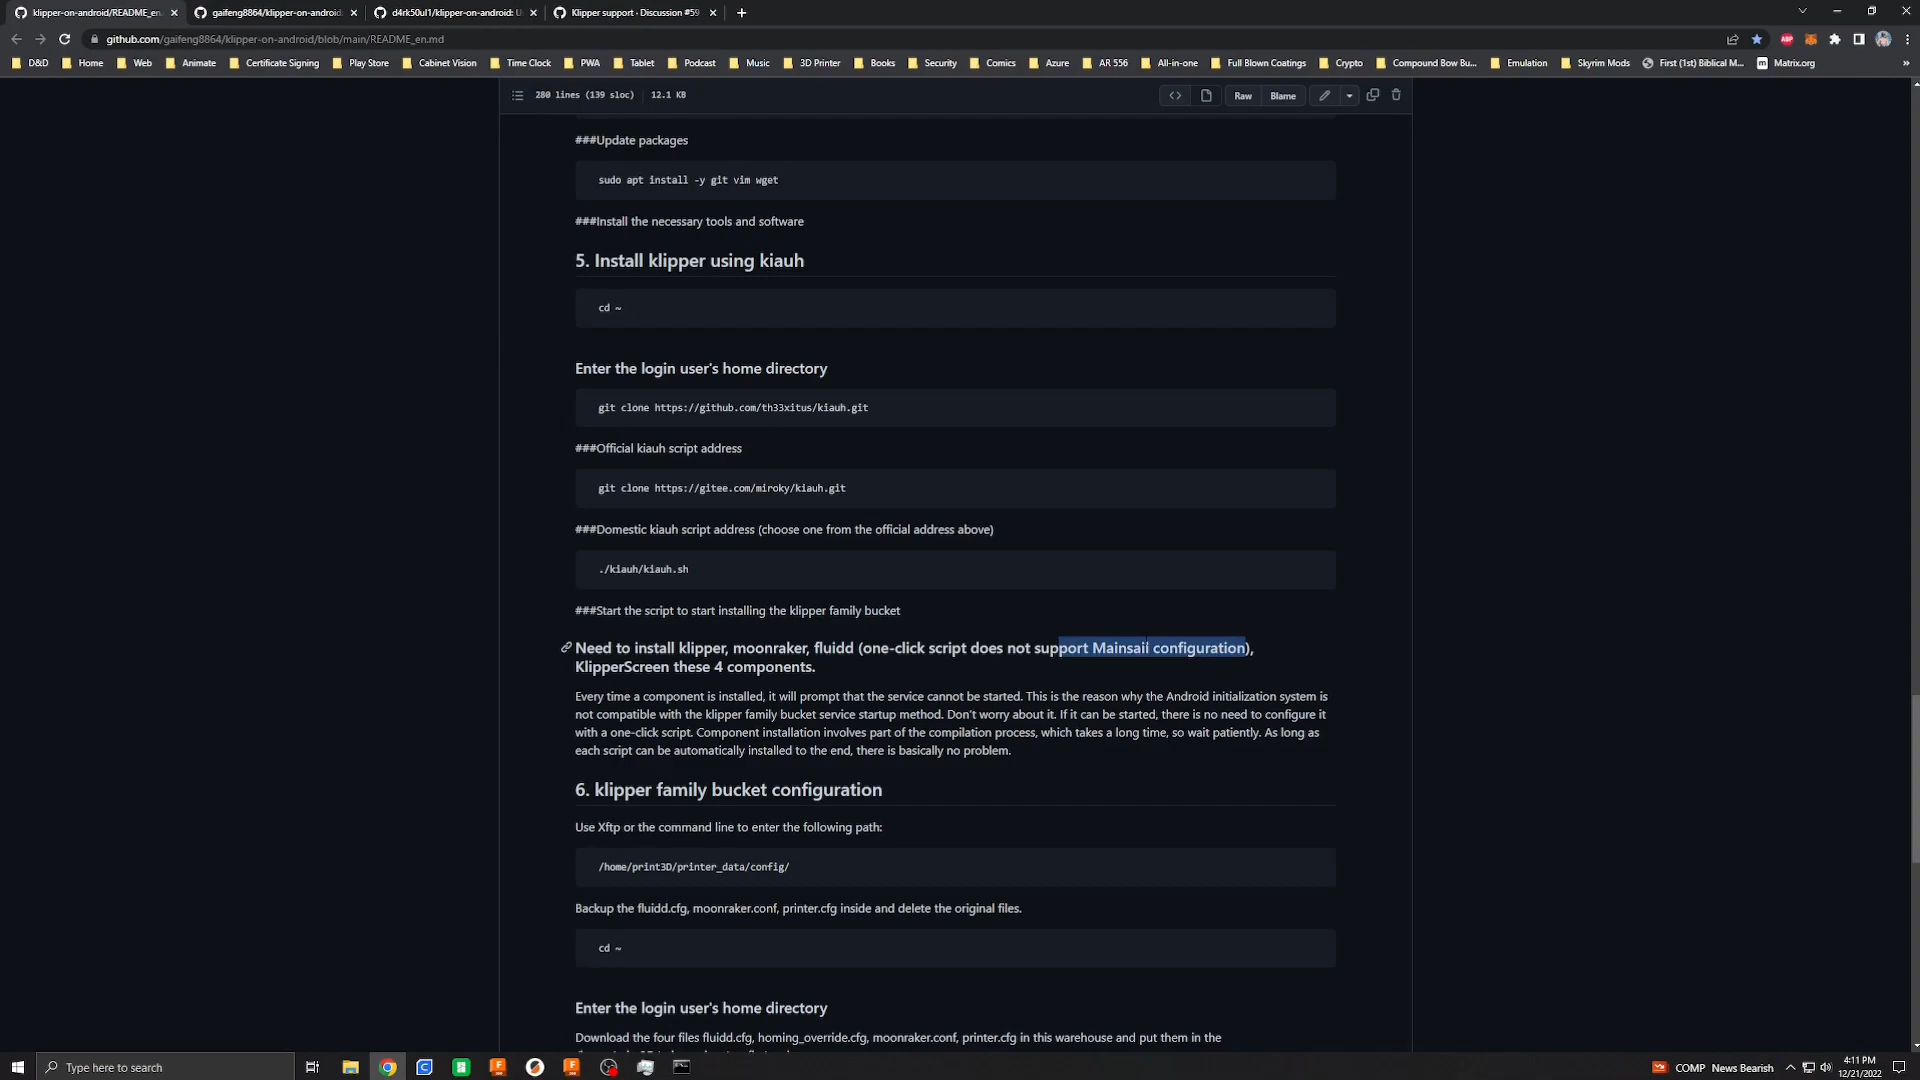 klipper-on-android/README_en.
gaifeng8864/klipper-on-android:
d4rk50ul1/klipper-on-android: U
Klipper support · Discussion #59
github.com/gaifeng8864/klipper-on-android/blob/main/README_en.md
D&D Home Web Animate Certificate Signing Play Store Cabinet Vision Time Clock PWA Tablet Podcast Music 3D Printer Books Security Comics Azure AR 556 All-in-one Full Blown Coatings Crypto Compound Bow Bu... Emulation Skyrim Mods First (1st) Biblical M... Matrix.org »
280 lines (139 sloc) 12.1 KB Raw Blame
###Update packages
sudo apt install -y git vim wget
###Install the necessary tools and software
5. Install klipper using kiauh
cd ~
Enter the login user's home directory
git clone https://github.com/th33xitus/kiauh.git
###Official kiauh script address
git clone https://gitee.com/miroky/kiauh.git
###Domestic kiauh script address (choose one from the official address above)
./kiauh/kiauh.sh
###Start the script to start installing the klipper family bucket
Need to install klipper, moonraker, fluidd (one-click script does not support Mainsail configuration),
KlipperScreen these 4 components.
Every time a component is installed, it will prompt that the service cannot be started. This is the reason why the Android initialization system is
not compatible with the klipper family bucket service startup method. Don't worry about it. If it can be started, there is no need to configure it
with a one-click script. Component installation involves part of the compilation process, which takes a long time, so wait patiently. As long as
each script can be automatically installed to the end, there is basically no problem.
6. klipper family bucket configuration
Use Xftp or the command line to enter the following path:
/home/print3D/printer_data/config/
Backup the fluidd.cfg, moonraker.conf, printer.cfg inside and delete the original files.
cd ~
Enter the login user's home directory
Download the four files fluidd.cfg, homing_override.cfg, moonraker.conf, printer.cfg in this warehouse and put them in the
Type here to search
COMP News Bearish
4:11 PM
12/21/2022